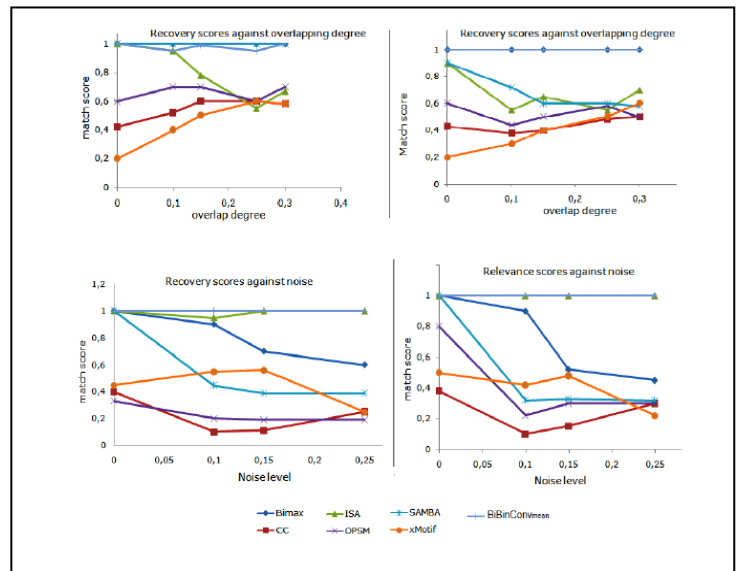 Recovery scores against overlapping degree
match score
1
0,8
0,6
0,4
0,2
0
0 0,1 0,2 0,3 0,4
overlap degree
Recovery scores against overlapping degree
Match score
1
0,8
0,6
0,4
0,2
0
0 0,1 0,2 0,3
overlap degree
Recovery scores against noise
match score
1,2
1
0,8
0,6
0,4
0,2
0
0 0,05 0,1 0,15 0,2 0,25
Noise level
Relevance scores against noise
match score
1
0,8
0,6
0,4
0,2
0
0 0,05 0,1 0,15 0,2 0,25
Noise level
Bimax ISA SAMBA BiBinConvmean
CC OPSM xMotif